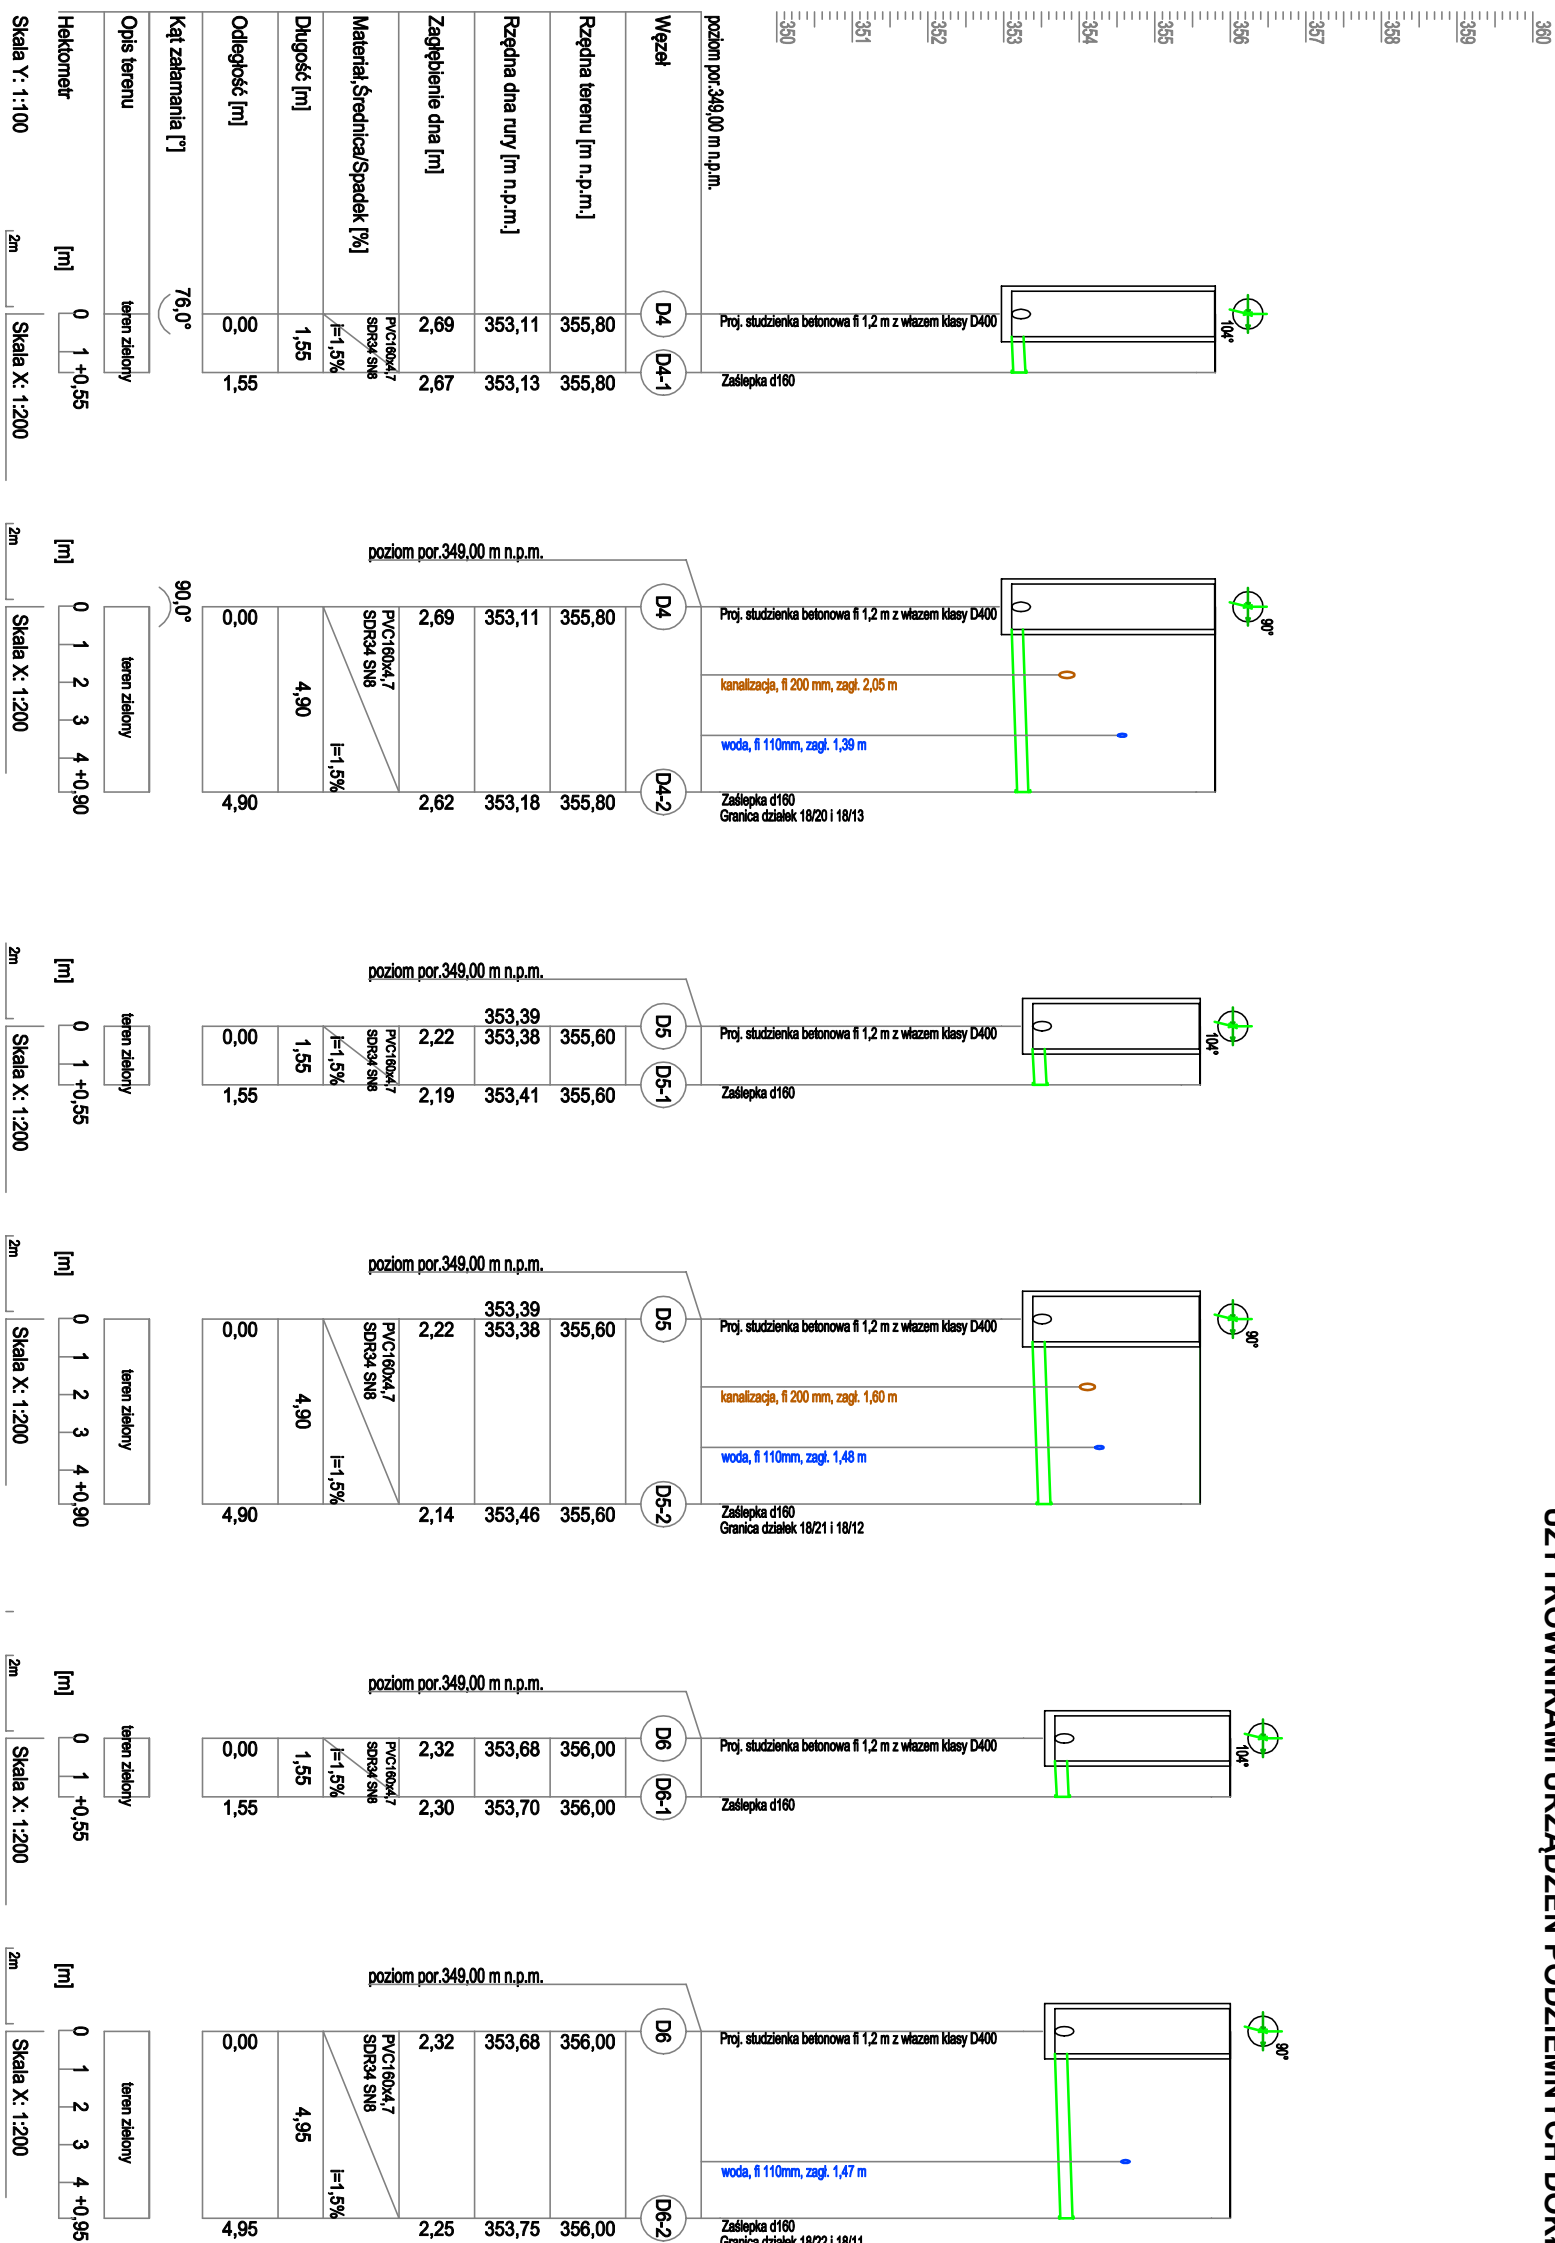 350 351 352 353 354 355 356 357 358 359 360
poziom por.349,00 m n.p.m.
Węzeł
Rzędna terenu [m n.p.m.]
Rzędna dna rury [m n.p.m.]
Zagłębienie dna [m]
Materiał,Średnica/Spadek [%]
Długość [m]
Odległość [m]
Kąt załamania [°]
Opis terenu
Hektometr [m]
Skala Y: 1:100
104°
Proj. studzienka betonowa fi 1,2 m z włazem klasy D400
Zaślepka d160
D4 D4-1
355,80 355,80
353,11 353,13
2,69 2,67
PVC160x4,7
SDR34 SN8
i=1,5%
1,55
0,00 1,55
76,0°
teren zielony
0 1 +0,55
2m
Skala X: 1:200
90°
poziom por.349,00 m n.p.m.
Proj. studzienka betonowa fi 1,2 m z włazem klasy D400
kanalizacja, fi 200 mm, zagł. 2,05 m
woda, fi 110mm, zagł. 1,39 m
Zaślepka d160
Granica działek 18/20 i 18/13
D4 D4-2
355,80 355,80
353,11 353,18
2,69 2,62
PVC160x4,7
SDR34 SN8
i=1,5%
4,90
0,00 4,90
90,0°
teren zielony
[m] 0 1 2 3 4 +0,90
2m
Skala X: 1:200
104°
poziom por.349,00 m n.p.m.
Proj. studzienka betonowa fi 1,2 m z włazem klasy D400
Zaślepka d160
D5 D5-1
355,60 355,60
353,39
353,38 353,41
2,22 2,19
PVC160x4,7
SDR34 SN8
i=1,5%
1,55
0,00 1,55
teren zielony
[m] 0 1 +0,55
2m
Skala X: 1:200
90°
poziom por.349,00 m n.p.m.
Proj. studzienka betonowa fi 1,2 m z włazem klasy D400
kanalizacja, fi 200 mm, zagł. 1,60 m
woda, fi 110mm, zagł. 1,48 m
Zaślepka d160
Granica działek 18/21 i 18/12
D5 D5-2
355,60 355,60
353,39
353,38 353,46
2,22 2,14
PVC160x4,7
SDR34 SN8
i=1,5%
4,90
0,00 4,90
teren zielony
[m] 0 1 2 3 4 +0,90
2m
Skala X: 1:200
104°
poziom por.349,00 m n.p.m.
Proj. studzienka betonowa fi 1,2 m z włazem klasy D400
Zaślepka d160
D6 D6-1
356,00 356,00
353,68 353,70
2,32 2,30
PVC160x4,7
SDR34 SN8
i=1,5%
1,55
0,00 1,55
teren zielony
[m] 0 1 +0,55
2m
Skala X: 1:200
90°
poziom por.349,00 m n.p.m.
Proj. studzienka betonowa fi 1,2 m z włazem klasy D400
woda, fi 110mm, zagł. 1,47 m
Zaślepka d160
Granica działek 18/22 i 18/11
D6 D6-2
356,00 356,00
353,68 353,75
2,32 2,25
PVC160x4,7
SDR34 SN8
i=1,5%
4,95
0,00 4,95
teren zielony
[m] 0 1 2 3 4 +0,95
2m
Skala X: 1:200